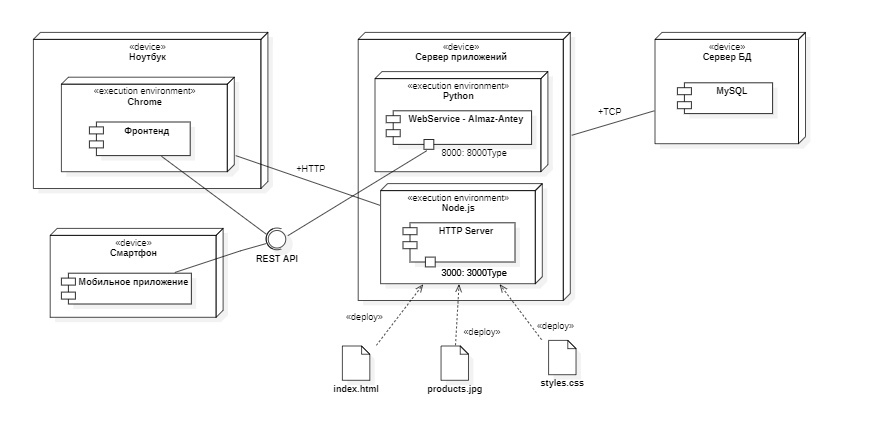 «device»
Ноутбук
«execution environment»
Chrome
Фронтенд
«device»
Смартфон
Мобильное приложение
REST API
+HTTP
«device»
Сервер приложений
«execution environment»
Python
WebService - Almaz-Antey
8000: 8000Type
«execution environment»
Node.js
HTTP Server
3000: 3000Type
+TCP
«device»
Сервер БД
MySQL
«deploy»
«deploy»
«deploy»
index.html
products.jpg
styles.css